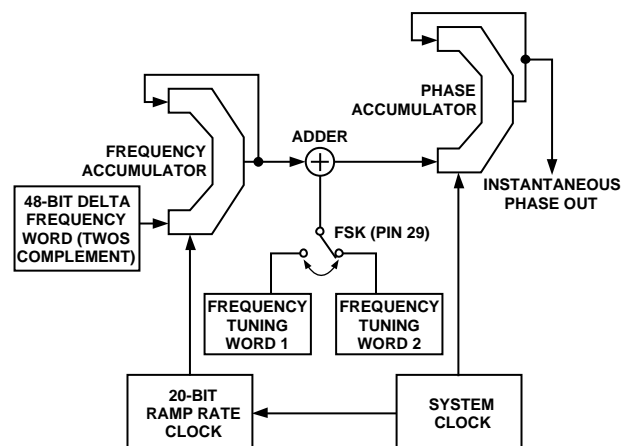 PHASE
ACCUMULATOR
ADDER
FREQUENCY
ACCUMULATOR
INSTANTANEOUS
PHASE OUT
48-BIT DELTA
FREQUENCY
WORD (TWOS
COMPLEMENT)
FSK (PIN 29)
FREQUENCY
TUNING
WORD 1
FREQUENCY
TUNING
WORD 2
20-BIT
RAMP RATE
CLOCK
SYSTEM
CLOCK